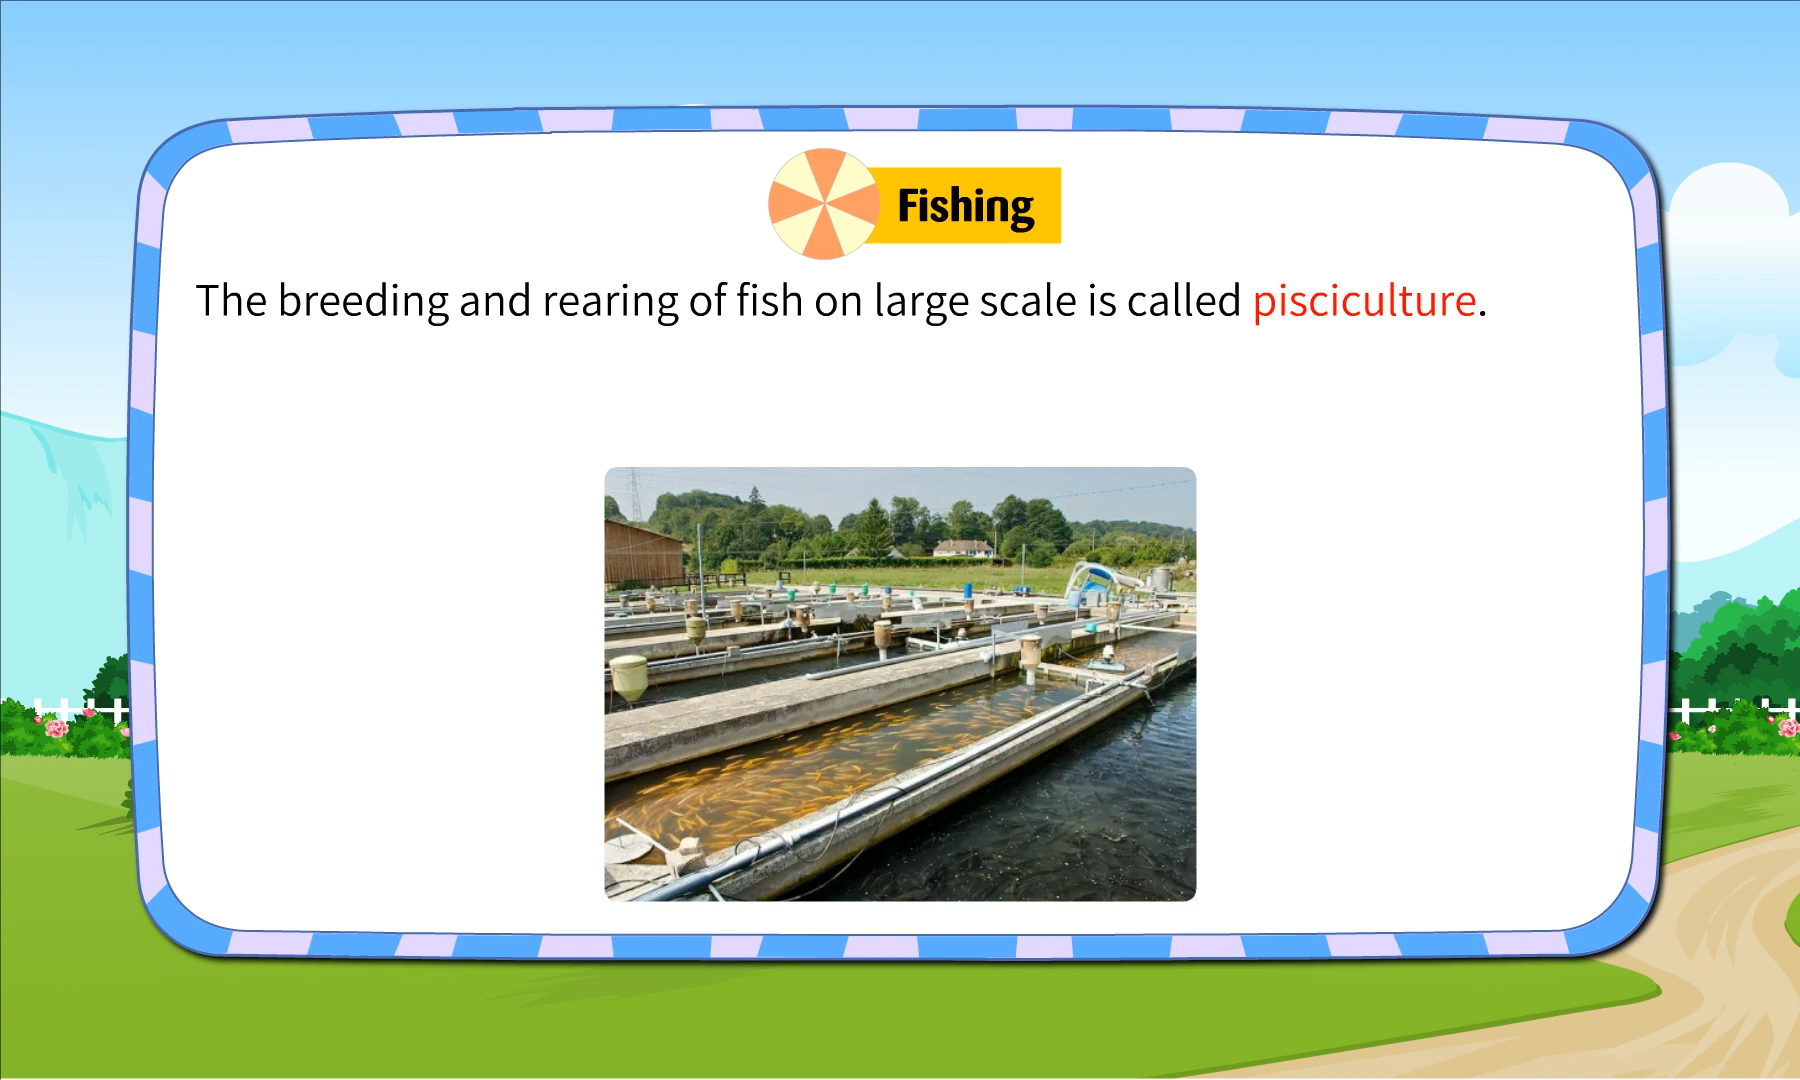 Fishing
The breeding and rearing of fish on large scale is called pisciculture.